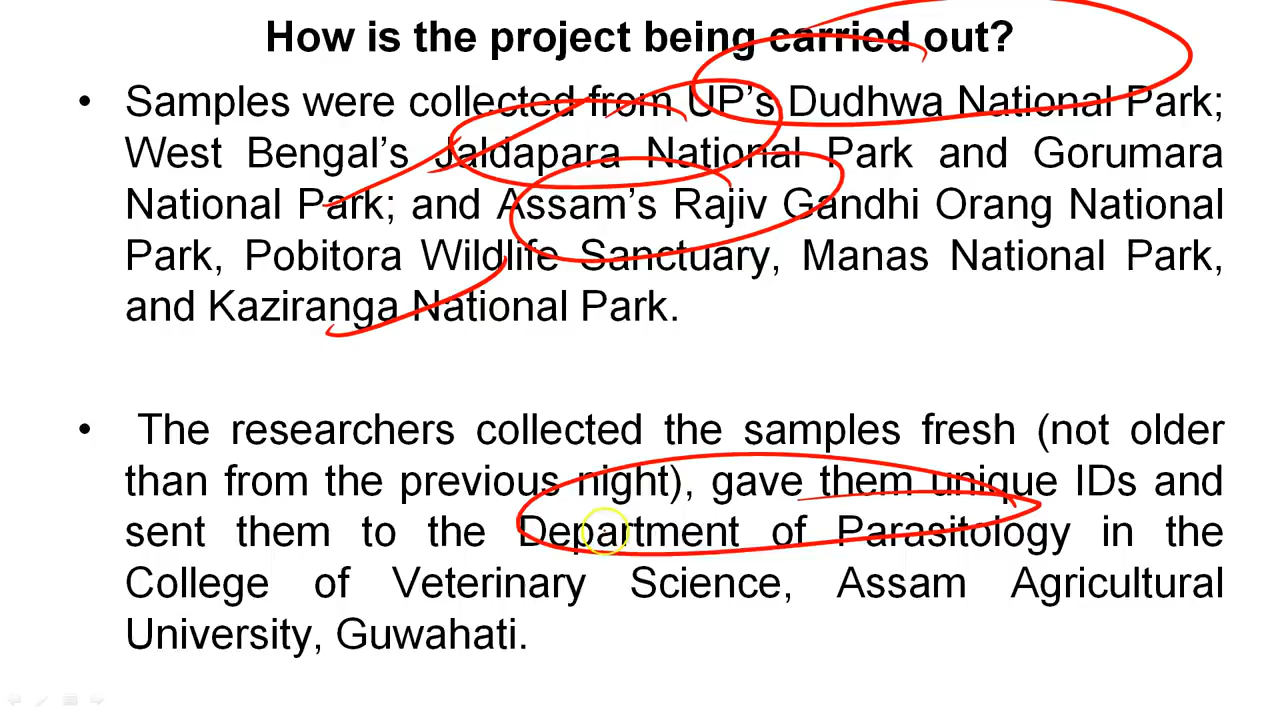 How is the project being carried out?
• Samples were collected from UP's Dudhwa National Park;
West Bengal's Jaldapara National Park and Gorumara
National Park; and Assam's Rajiv Gandhi Orang National
Park, Pobitora Wildlife Sanctuary, Manas National Park,
and Kaziranga National Park.
• The researchers collected the samples fresh (not older
than from the previous night), gave them unique IDs and
sent them to the Department of Parasitology in the
College of Veterinary Science, Assam Agricultural
University, Guwahati.